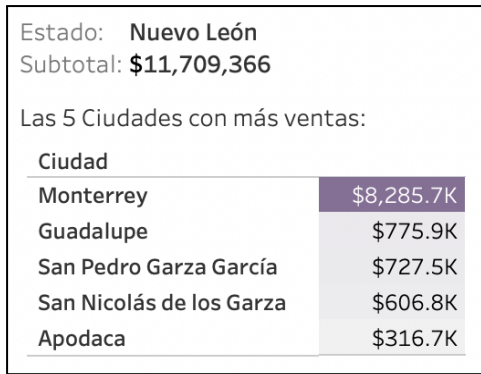 Estado: Nuevo León
Subtotal: $11,709,366
Las 5 Ciudades con más ventas:
Ciudad
Monterrey $8,285.7K
Guadalupe $775.9K
San Pedro Garza García $727.5K
San Nicolás de los Garza $606.8K
Apodaca $316.7K